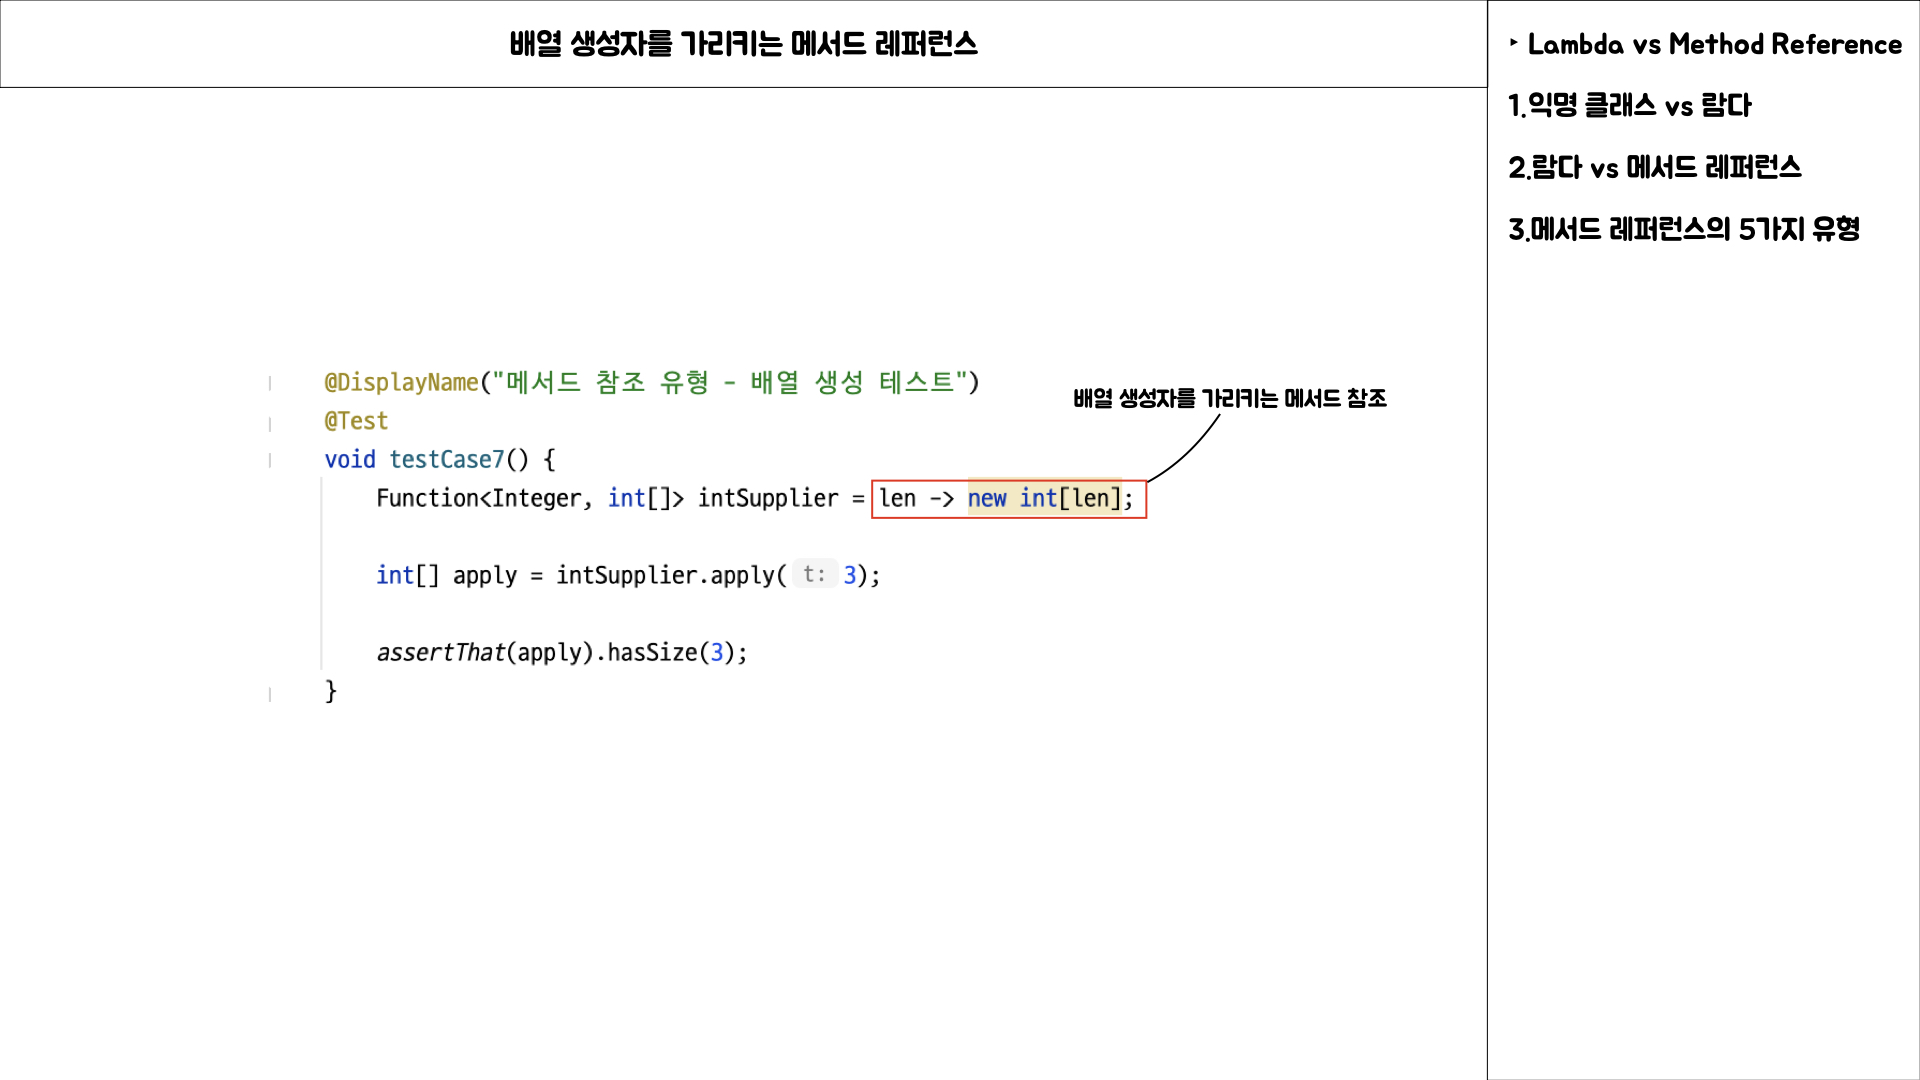 배열 생성자를 가리키는 메서드 레퍼런스
@DisplayName("메서드 참조 유형 - 배열 생성 테스트")
@Test
void testCase7() {
Function<Integer, int[]> intSupplier = len -> new int[len];
int[] apply = intSupplier.apply( t: 3);
assertThat(apply).hasSize(3);
}
배열 생성자를 가리키는 메서드 참조
‣ Lambda vs Method Reference
1.익명 클래스 vs 람다
2.람다 vs 메서드 레퍼런스
3.메서드 레퍼런스의 5가지 유형